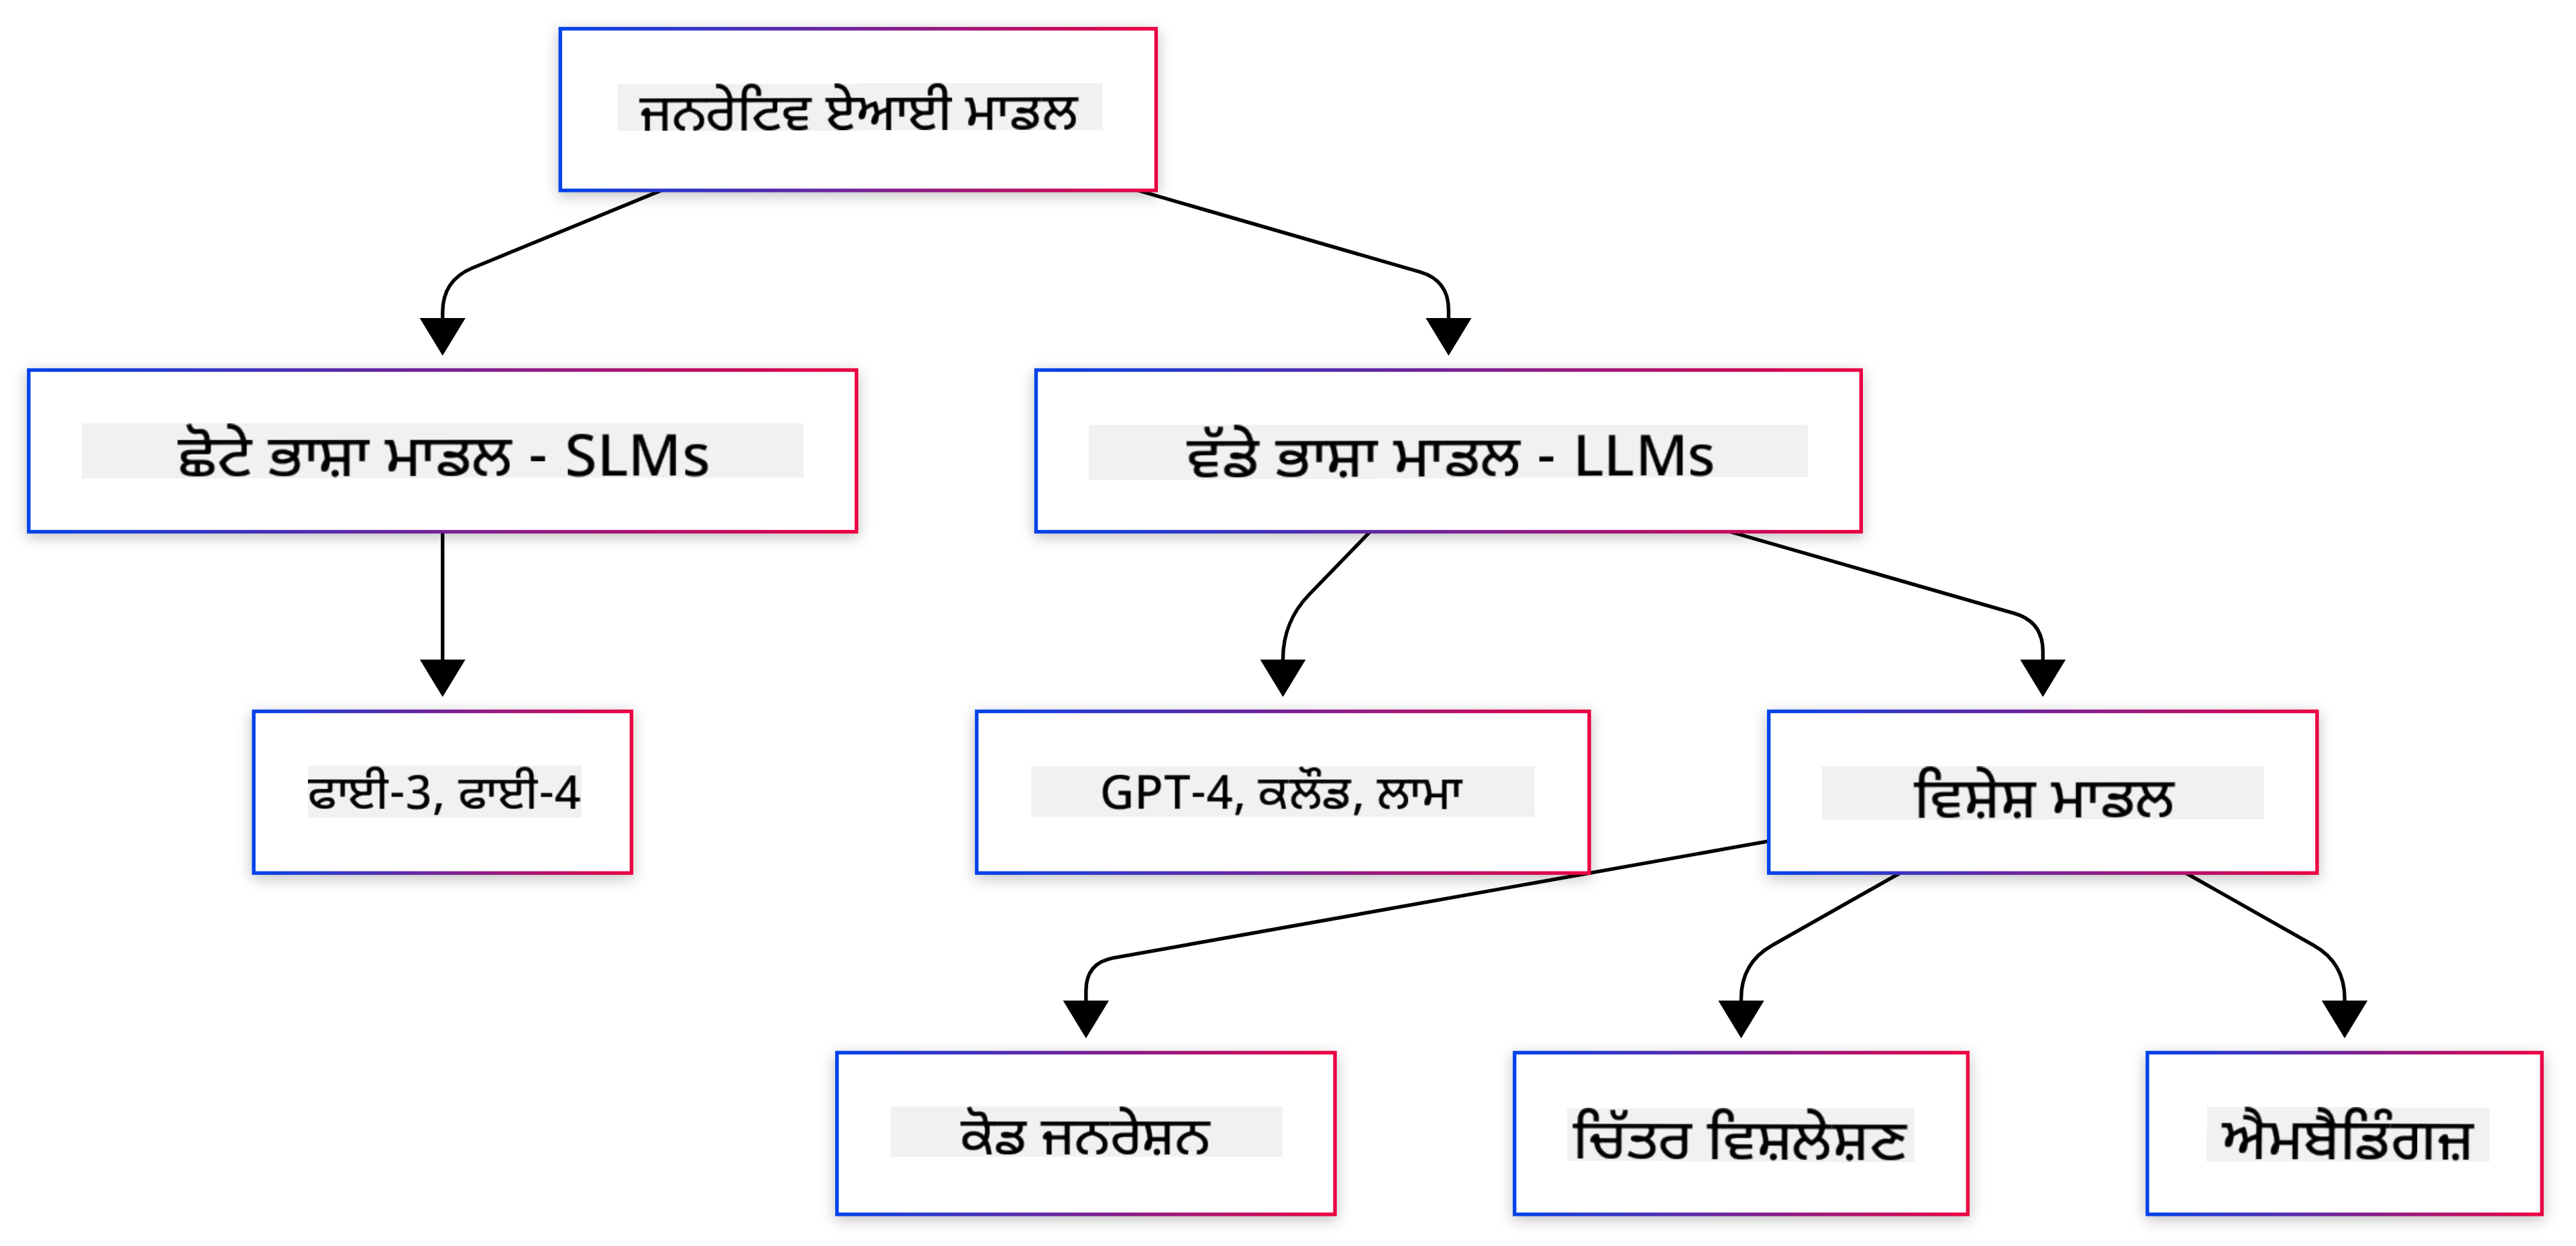 ਜਨਰੇਟਿਵ ਏਆਈ ਮਾਡਲ
ਛੋਟੇ ਭਾਸ਼ਾ ਮਾਡਲ - SLMs
ਵੱਡੇ ਭਾਸ਼ਾ ਮਾਡਲ - LLMs
ਫਾਈ-3, ਫਾਈ-4
GPT-4, ਕਲੌਡ, ਲਾਮਾ
ਵਿਸ਼ੇਸ਼ ਮਾਡਲ
ਕੋਡ ਜਨਰੇਸ਼ਨ
ਚਿੱਤਰ ਵਿਸ਼ਲੇਸ਼ਣ
ਐਮਬੈਡਿੰਗਜ਼